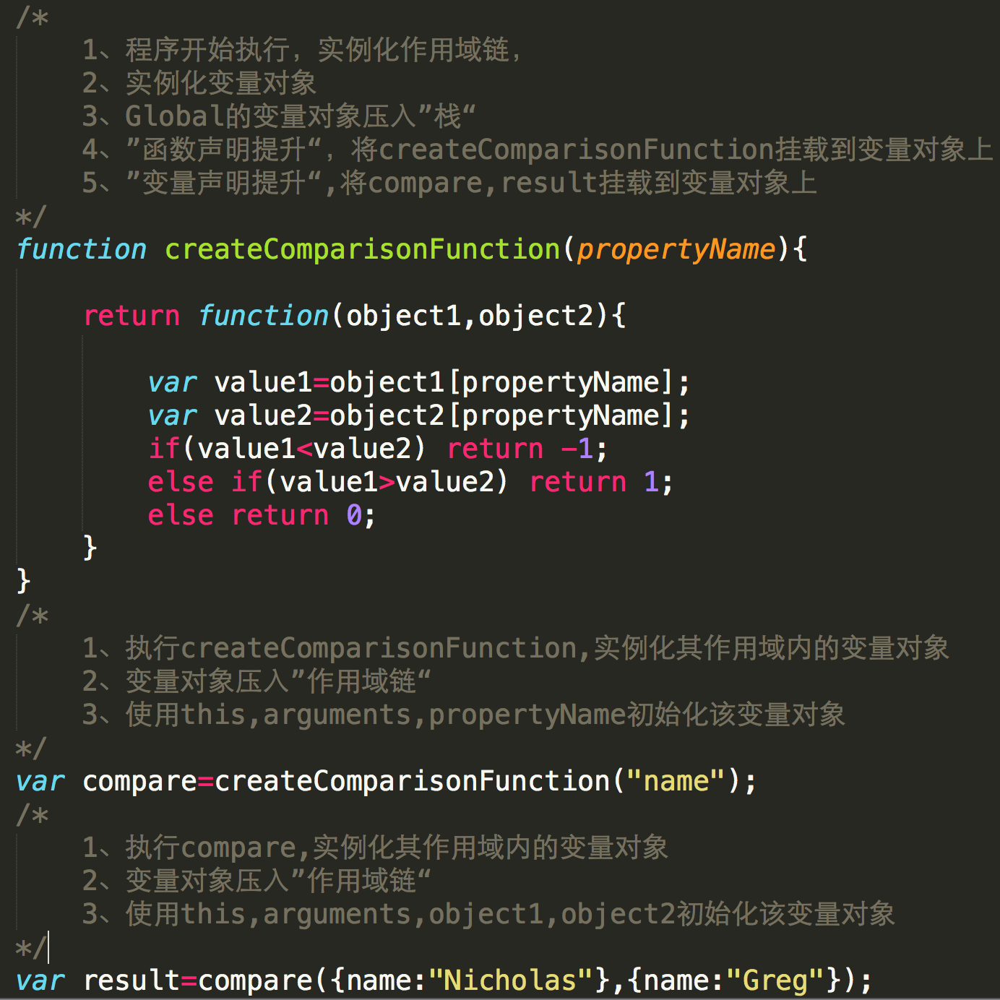 /*
    1、程序开始执行，实例化作用域链，
    2、实例化变量对象
    3、Global的变量对象压入”栈“
    4、”函数声明提升“，将createComparisonFunction挂载到变量对象上
    5、”变量声明提升“,将compare,result挂载到变量对象上
*/
function createComparisonFunction(propertyName){
    return function(object1,object2){
        var value1=object1[propertyName];
        var value2=object2[propertyName];
        if(value1<value2) return -1;
        else if(value1>value2) return 1;
        else return 0;
    }
}
/*
    1、执行createComparisonFunction,实例化其作用域内的变量对象
    2、变量对象压入”作用域链“
    3、使用this,arguments,propertyName初始化该变量对象
*/
var compare=createComparisonFunction("name");
/*
    1、执行compare,实例化其作用域内的变量对象
    2、变量对象压入”作用域链“
    3、使用this,arguments,object1,object2初始化该变量对象
*/
var result=compare({name:"Nicholas"},{name:"Greg"});